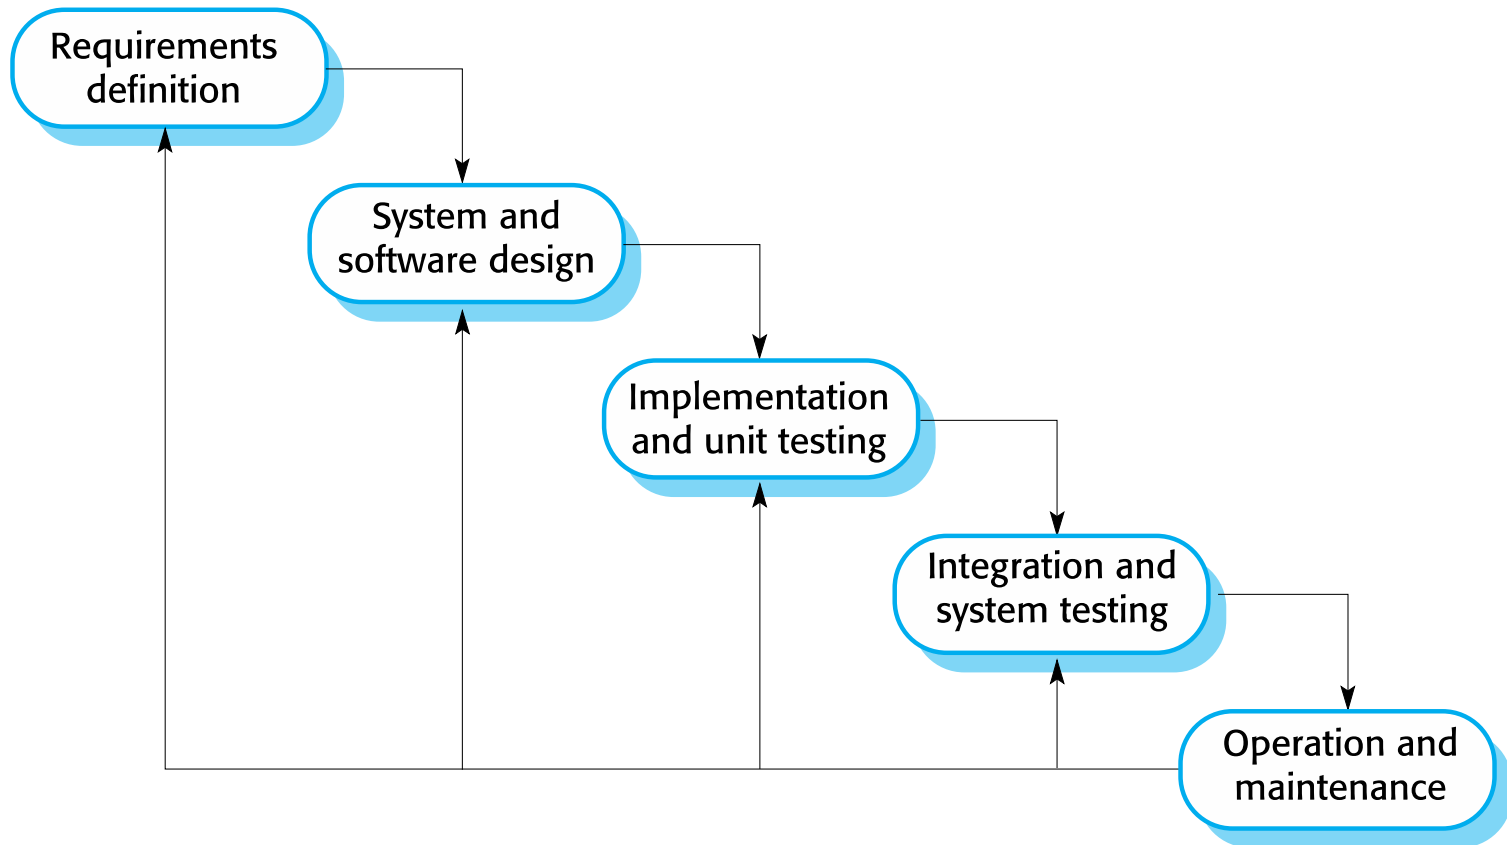 Requirements
definition
System and
software design
Implementation
and unit testing
Integration and
system testing
Operation and
maintenance